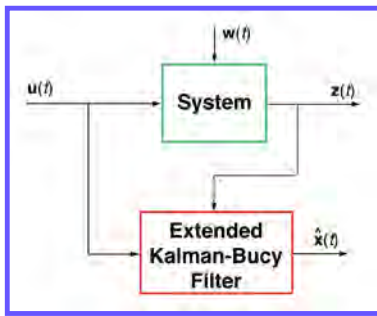 w(t)
u(t)
System
z(t)
Extended
Kalman-Bucy
Filter
x̂(t)